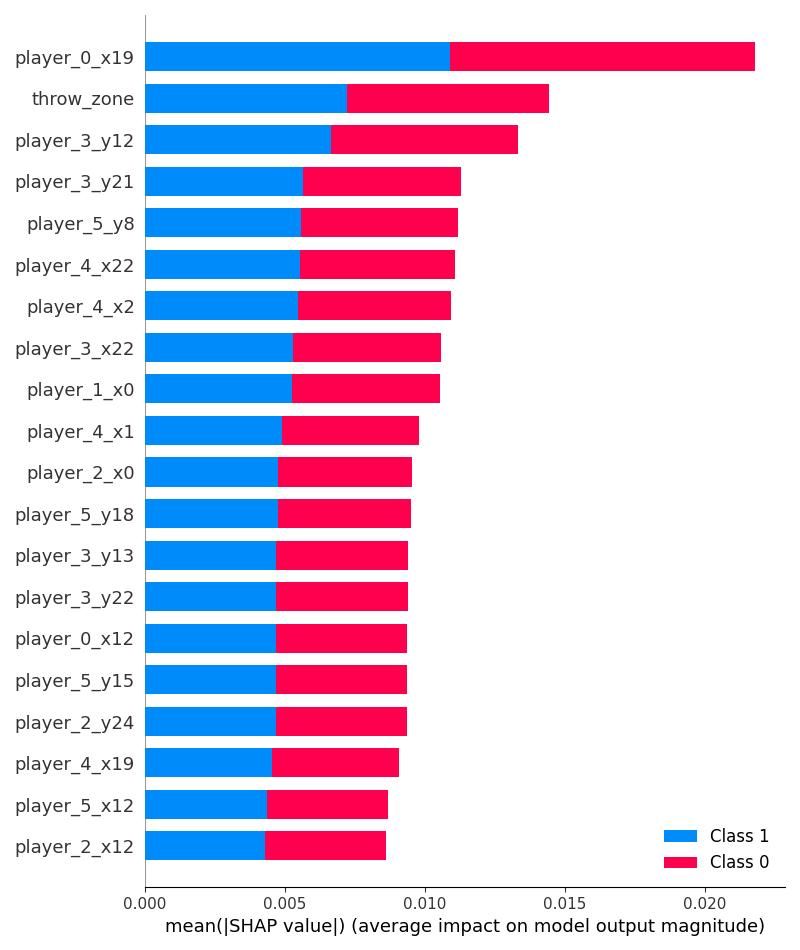 player_0_x19
throw_zone
player_3_y12
player_3_y21
player_5_y8
player_4_x22
player_4_x2
player_3_x22
player_1_x0
player_4_x1
player_2_x0
player_5_y18
player_3_y13
player_3_y22
player_0_x12
player_5_y15
player_2_y24
player_4_x19
player_5_x12
player_2_x12
Class 1
Class 0
0.000 0.005 0.010 0.015 0.020
mean(|SHAP value|) (average impact on model output magnitude)